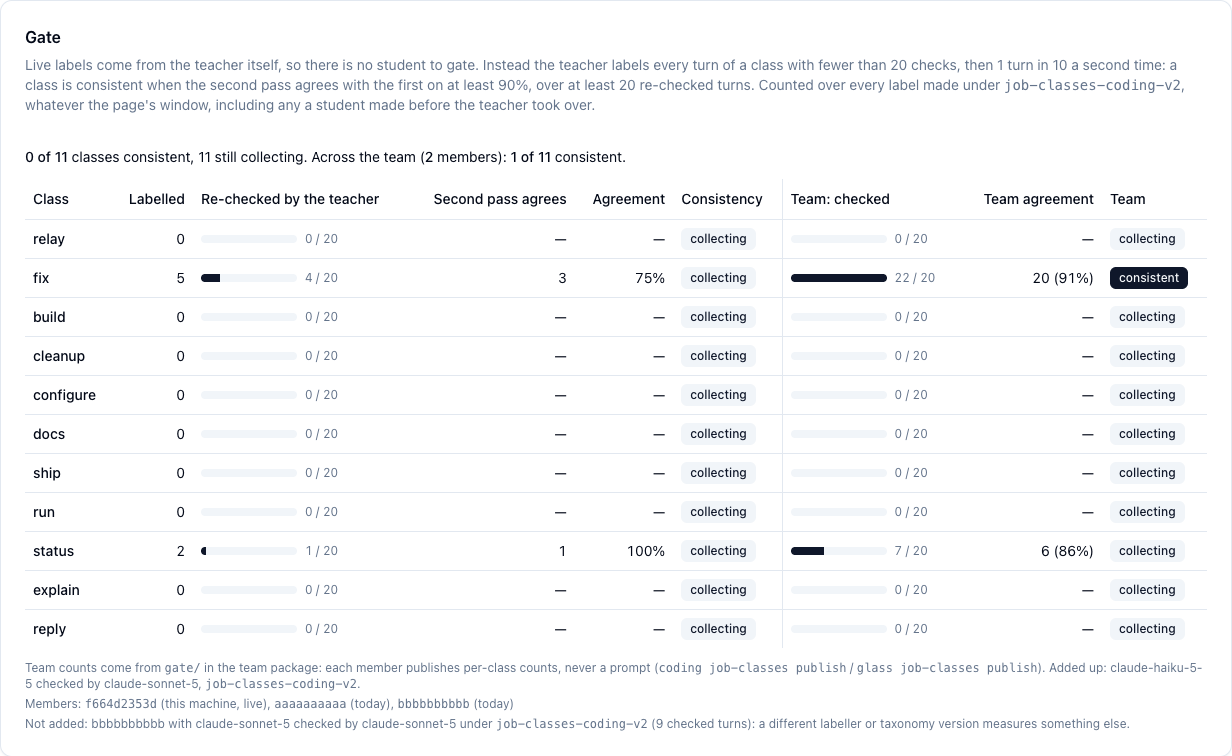 Gate
Live labels come from the teacher itself, so there is no student to gate. Instead the teacher labels every turn of a class with fewer than 20 checks, then 1 turn in 10 a second time: a
class is consistent when the second pass agrees with the first on at least 90%, over at least 20 re-checked turns. Counted over every label made under job-classes-coding-v2,
whatever the page's window, including any a student made before the teacher took over.
0 of 11 classes consistent, 11 still collecting. Across the team (2 members): 1 of 11 consistent.
Class Labelled Re-checked by the teacher Second pass agrees Agreement Consistency Team: checked Team agreement Team
relay 0 0 / 20 — — collecting 0 / 20 — collecting
fix 5 4 / 20 3 75% collecting 22 / 20 20 (91%) consistent
build 0 0 / 20 — — collecting 0 / 20 — collecting
cleanup 0 0 / 20 — — collecting 0 / 20 — collecting
configure 0 0 / 20 — — collecting 0 / 20 — collecting
docs 0 0 / 20 — — collecting 0 / 20 — collecting
ship 0 0 / 20 — — collecting 0 / 20 — collecting
run 0 0 / 20 — — collecting 0 / 20 — collecting
status 2 1 / 20 1 100% collecting 7 / 20 6 (86%) collecting
explain 0 0 / 20 — — collecting 0 / 20 — collecting
reply 0 0 / 20 — — collecting 0 / 20 — collecting
Team counts come from gate/ in the team package: each member publishes per-class counts, never a prompt (coding job-classes publish / glass job-classes publish). Added up: claude-haiku-5-
5 checked by claude-sonnet-5, job-classes-coding-v2.
Members: f664d2353d (this machine, live), aaaaaaaaaa (today), bbbbbbbbbb (today)
Not added: bbbbbbbbbb with claude-sonnet-5 checked by claude-sonnet-5 under job-classes-coding-v2 (9 checked turns): a different labeller or taxonomy version measures something else.